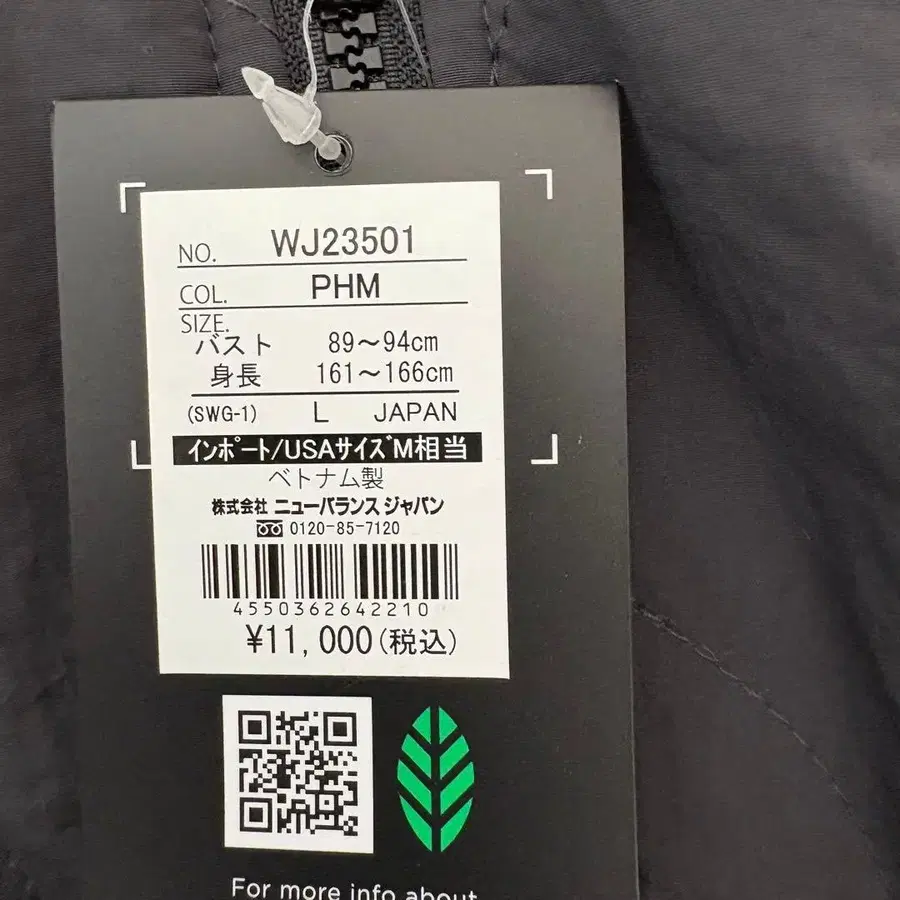 NO. WJ23501
COL. PHM
SIZE.
バスト 89～94cm
身長 161～166cm
(SWG-1) L JAPAN
インポート/USAサイズM相当
ベトナム製
株式会社 ニューバランス ジャパン
0120-85-7120
4550362642210
¥11,000(税込)
For more info about